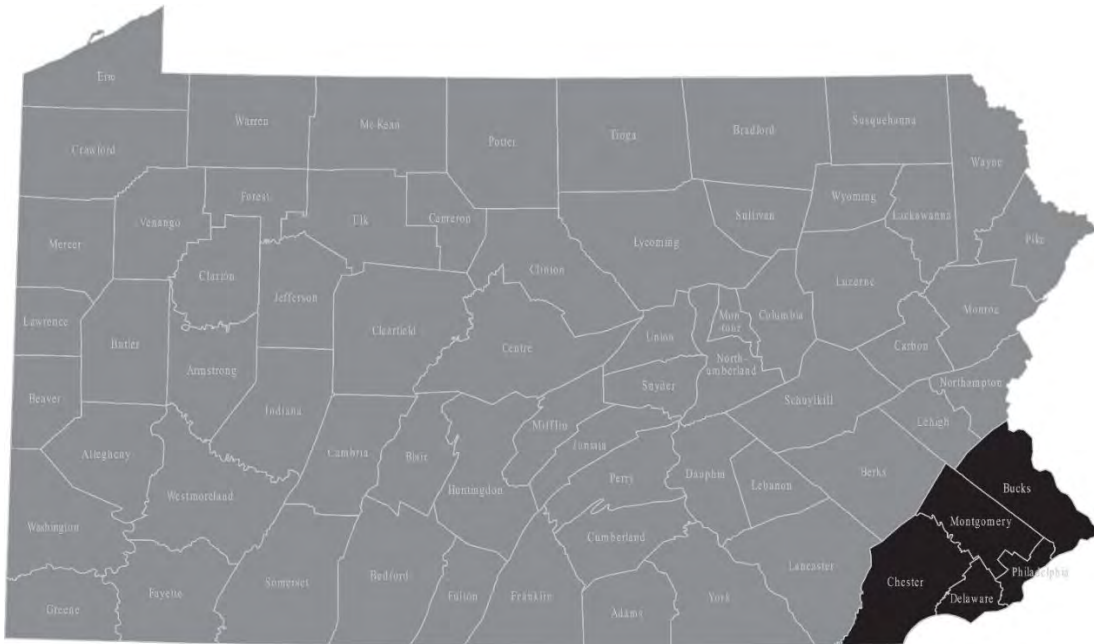 Erie
Warren
McKean
Potter
Tioga
Bradford
Susquehanna
Wayne
Crawford
Forest
Elk
Cameron
Wyoming
Lackawanna
Sullivan
Venango
Lycoming
Pike
Mercer
Clarion
Clinton
Luzerne
Jefferson
Monroe
Lawrence
Mon-
tour
Columbia
Butler
Clearfield
Centre
Union
Carbon
North-
umberland
Armstrong
Snyder
Northampton
Beaver
Schuylkill
Indiana
Lehigh
Mifflin
Allegheny
Cambria
Blair
Juniata
Perry
Dauphin
Lebanon
Berks
Huntingdon
Bucks
Westmoreland
Washington
Montgomery
Cumberland
Lancaster
Chester
Philadelphia
Greene
Fayette
Somerset
Bedford
Fulton
Franklin
Adams
York
Delaware